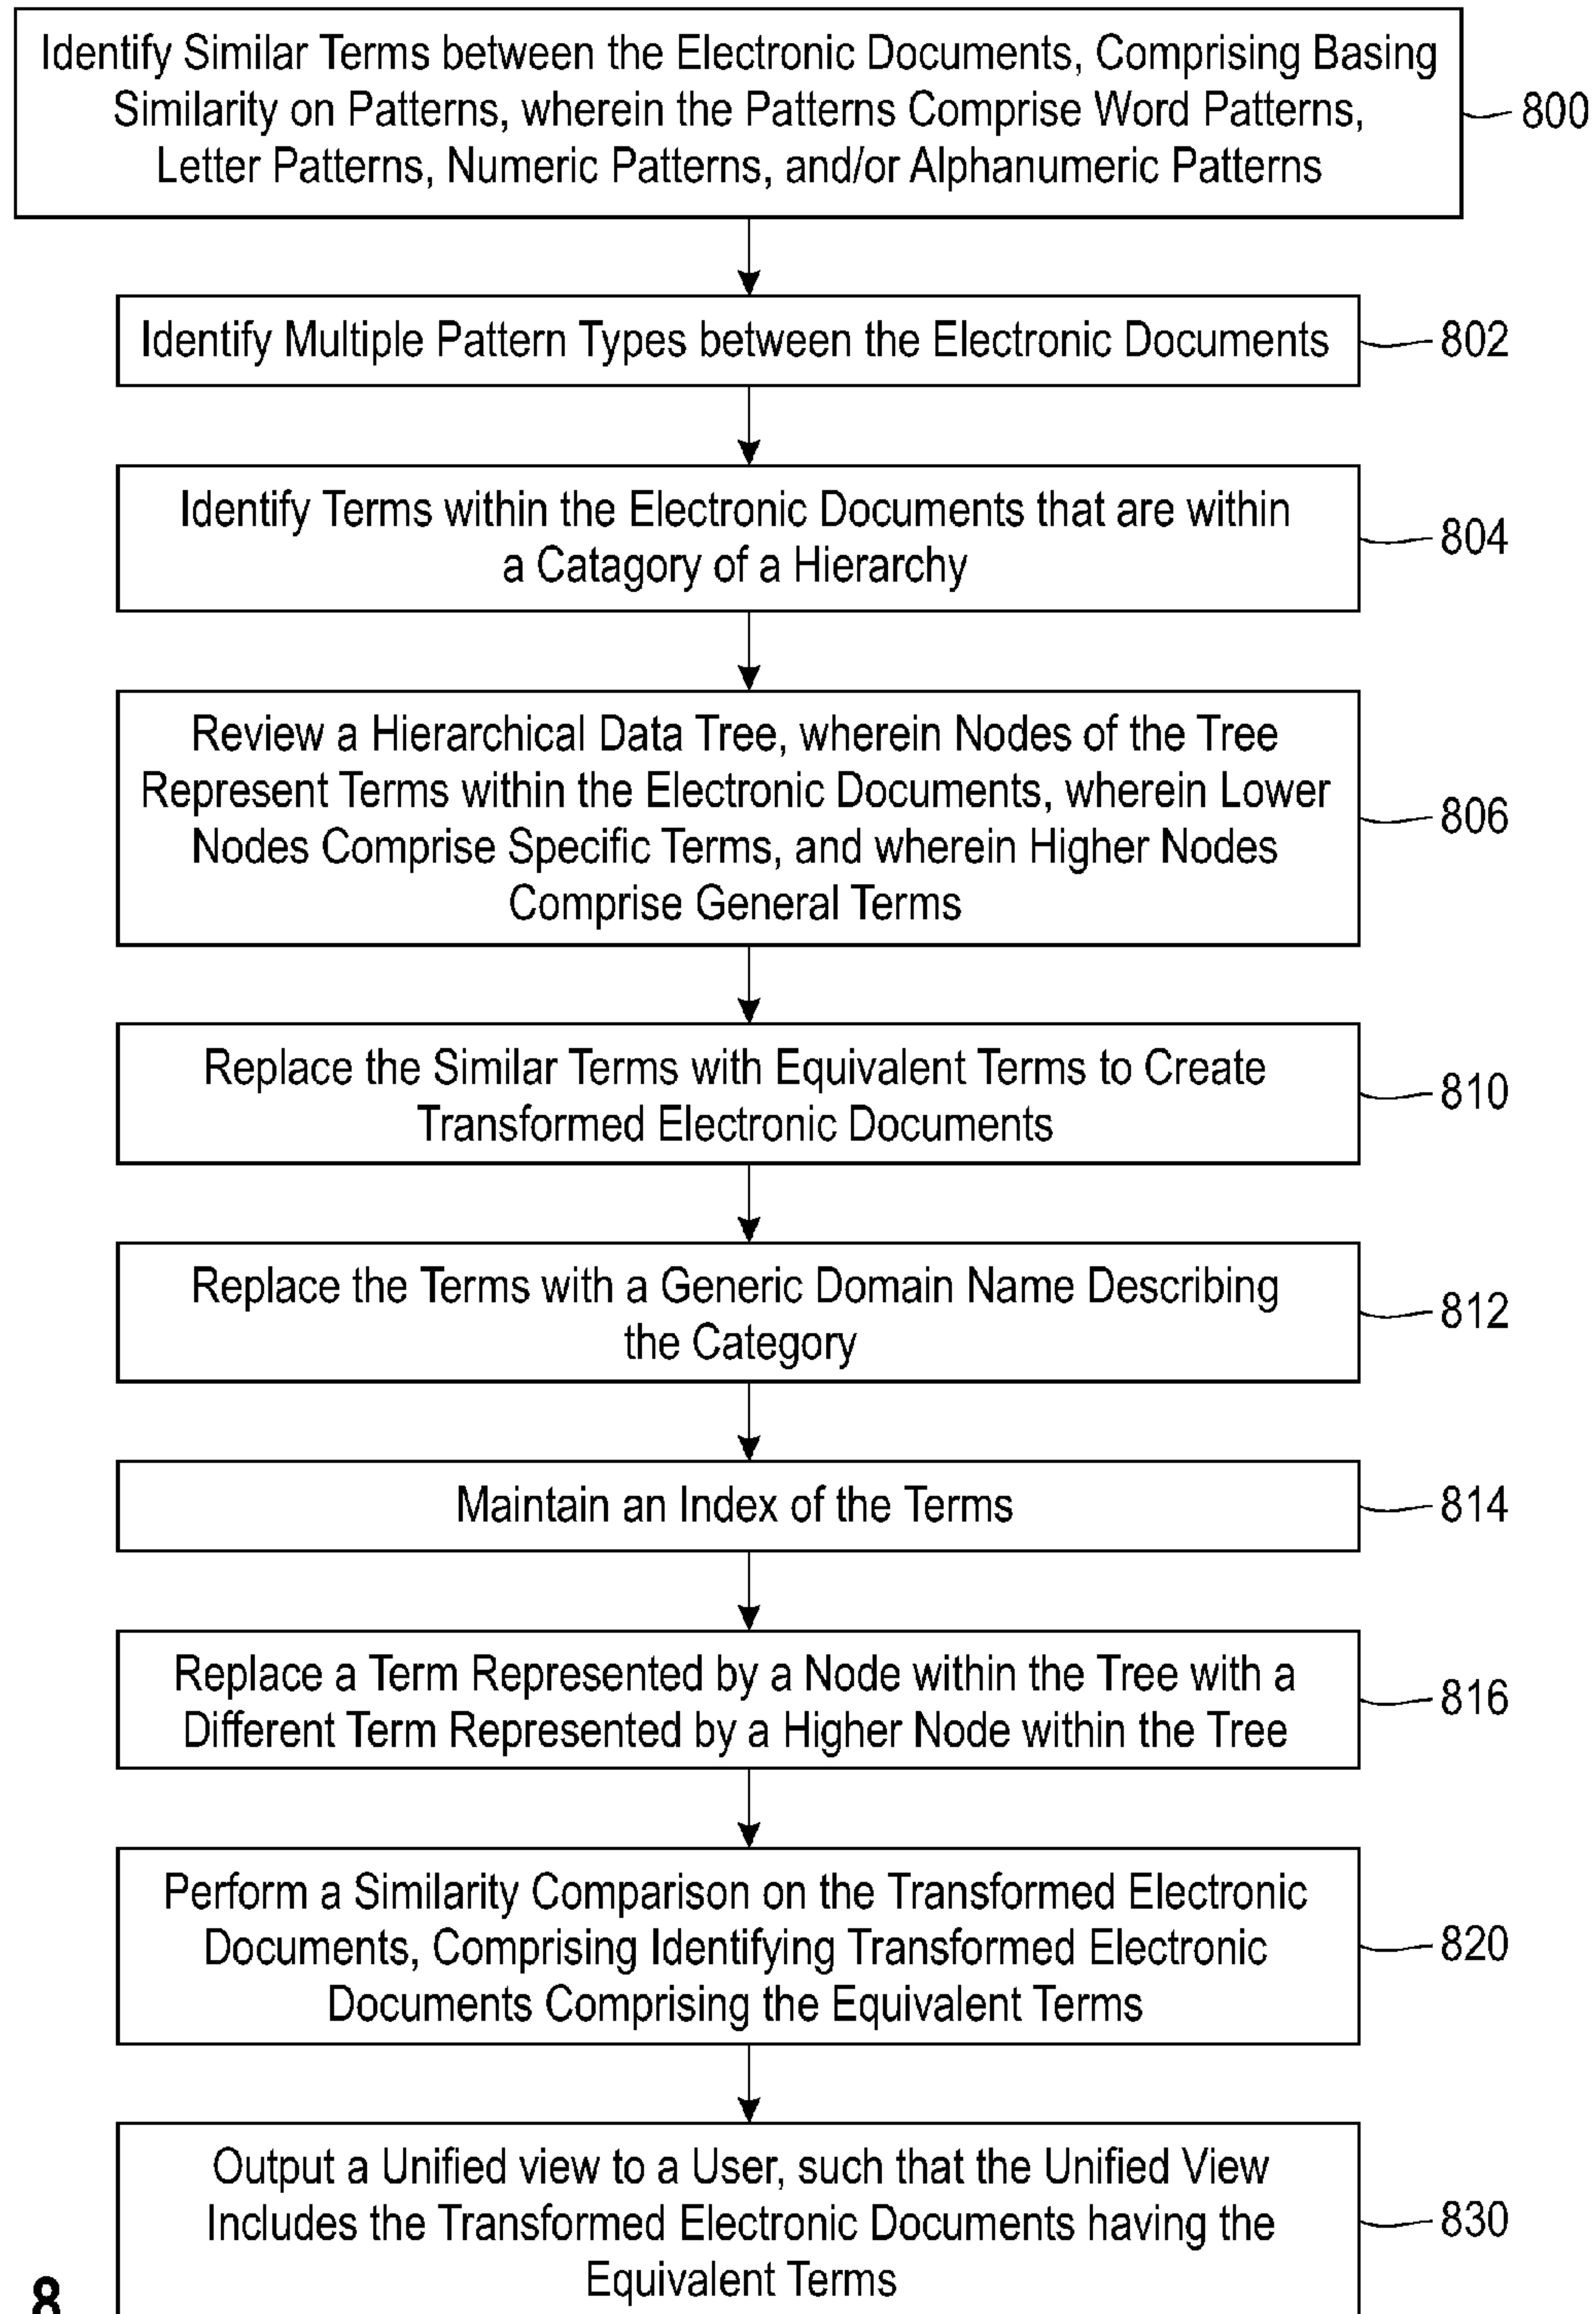 Identify Similar Terms between the Electronic Documents, Comprising Basing
Similarity on Patterns, wherein the Patterns Comprise Word Patterns,
Letter Patterns, Numeric Patterns, and/or Alphanumeric Patterns
800
Identify Multiple Pattern Types between the Electronic Documents
802
Identify Terms within the Electronic Documents that are within
a Catagory of a Hierarchy
804
Review a Hierarchical Data Tree, wherein Nodes of the Tree
Represent Terms within the Electronic Documents, wherein Lower
Nodes Comprise Specific Terms, and wherein Higher Nodes
Comprise General Terms
806
Replace the Similar Terms with Equivalent Terms to Create
Transformed Electronic Documents
810
Replace the Terms with a Generic Domain Name Describing
the Category
812
Maintain an Index of the Terms
814
Replace a Term Represented by a Node within the Tree with a
Different Term Represented by a Higher Node within the Tree
816
Perform a Similarity Comparison on the Transformed Electronic
Documents, Comprising Identifying Transformed Electronic
Documents Comprising the Equivalent Terms
820
Output a Unified view to a User, such that the Unified View
Includes the Transformed Electronic Documents having the
Equivalent Terms
830
8